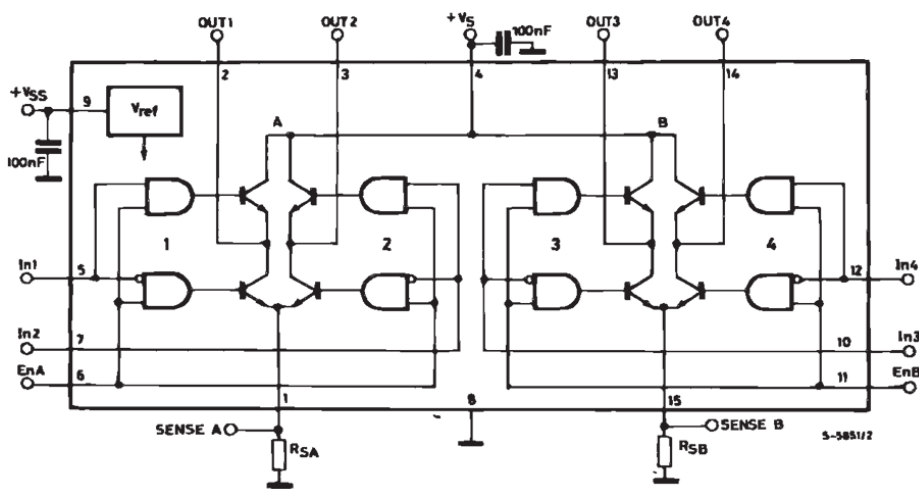 OUT1 OUT2 +VS 100nF OUT3 OUT4
2 3 4 13 14
+VSS 9 Vref
A B
100nF
1 2 3 4
In1 5 12 In4
In2 7 10 In3
EnA 6 11 EnB
1 8 15
SENSE A SENSE B S-5851/2
RSA RSB